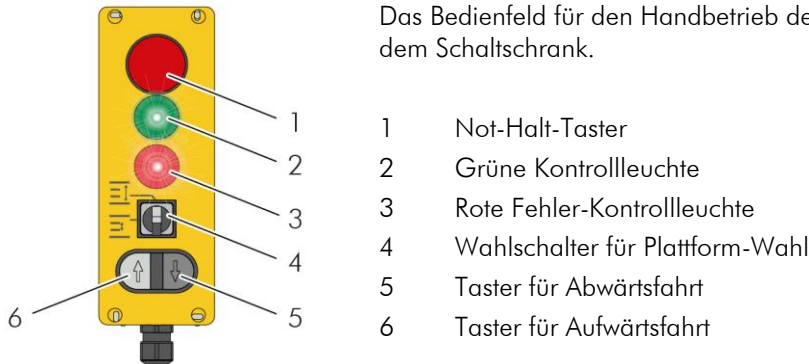 Das Bedienfeld für den Handbetrieb
dem Schaltschrank.
1 Not-Halt-Taster
2 Grüne Kontrollleuchte
3 Rote Fehler-Kontrollleuchte
4 Wahlschalter für Plattform-Wahl
5 Taster für Abwärtsfahrt
6 Taster für Aufwärtsfahrt
1
2
3
4
6 5